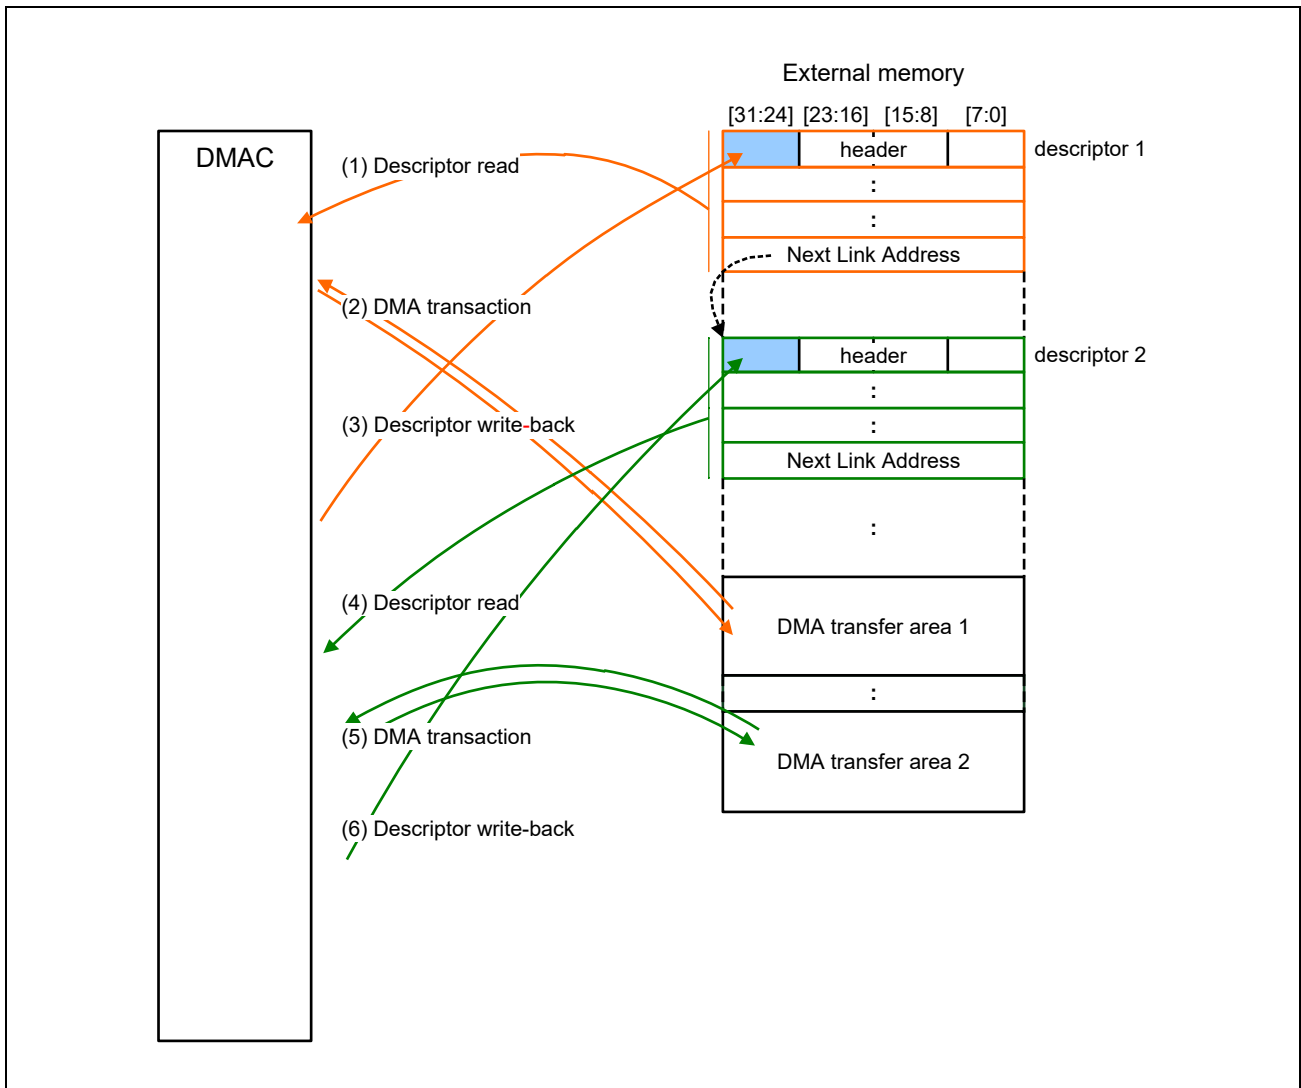 External memory
[31:24] [23:16] [15:8] [7:0]
DMAC
header
descriptor 1
(1) Descriptor read
:
:
Next Link Address
(2) DMA transaction
header
descriptor 2
:
(3) Descriptor write-back
:
Next Link Address
:
(4) Descriptor read
DMA transfer area 1
:
(5) DMA transaction
DMA transfer area 2
(6) Descriptor write-back